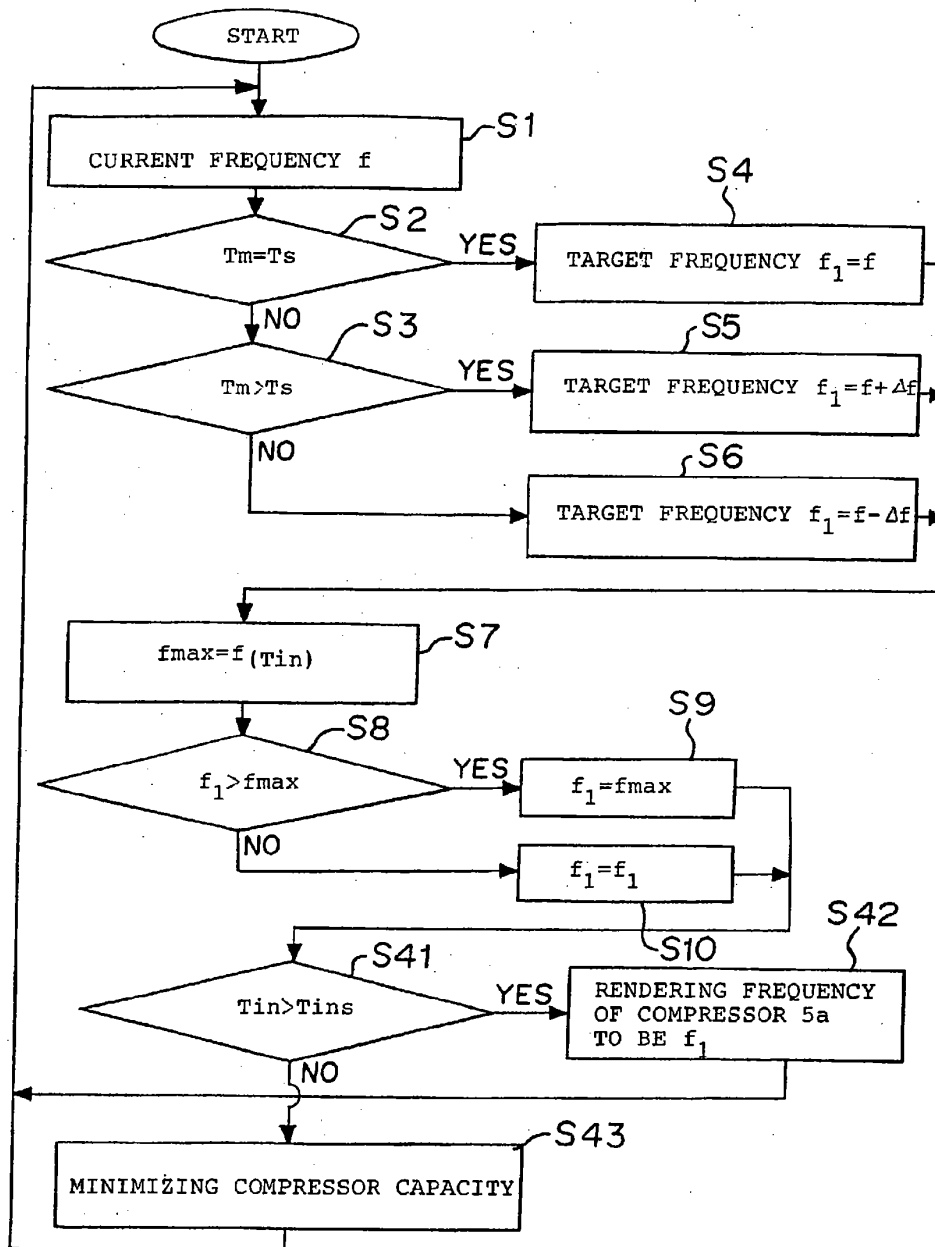 START
S1
CURRENT FREQUENCY f
S2
Tm=Ts
YES
NO
S4
TARGET FREQUENCY f₁=f
S3
Tm>Ts
YES
NO
S5
TARGET FREQUENCY f₁=f+Δf
S6
TARGET FREQUENCY f₁=f-Δf
S7
fmax=f(Tin)
S8
f₁>fmax
YES
NO
S9
f₁=fmax
f₁=f₁
S10
S41
Tin>Tins
YES
NO
S42
RENDERING FREQUENCY
OF COMPRESSOR 5a
TO BE f₁
S43
MINIMIZING COMPRESSOR CAPACITY